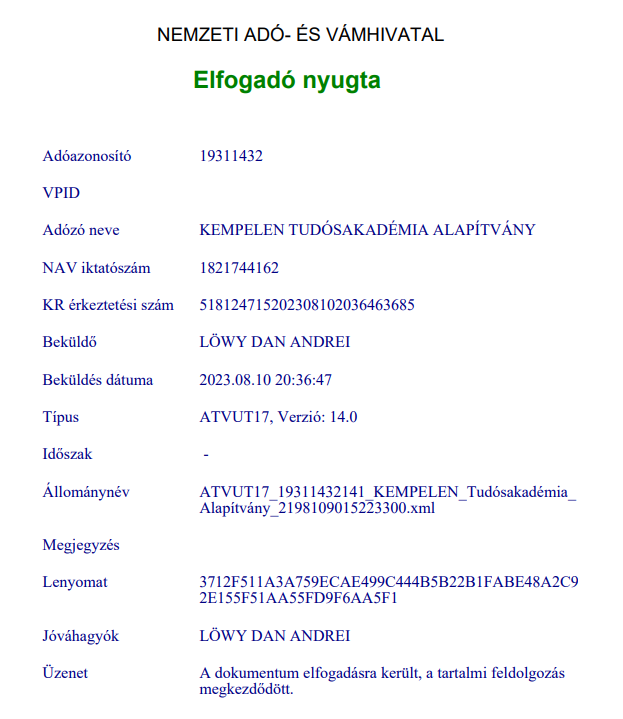 NEMZETI ADÓ- ÉS VÁMHIVATAL
Elfogadó nyugta
Adóazonosító 19311432
VPID
Adózó neve KEMPELEN TUDÓSAKADÉMIA ALAPÍTVÁNY
NAV iktatószám 1821744162
KR érkeztetési szám 518124715202308102036463685
Beküldő LÖWY DAN ANDREI
Beküldés dátuma 2023.08.10 20:36:47
Típus ATVUT17, Verzió: 14.0
Időszak -
Állománynév ATVUT17_19311432141_KEMPELEN_Tudósakadémia_
Alapítvány_2198109015223300.xml
Megjegyzés
Lenyomat 3712F511A3A759ECAE499C444B5B22B1FABE48A2C9
2E155F51AA55FD9F6AA5F1
Jóváhagyók LÖWY DAN ANDREI
Üzenet A dokumentum elfogadásra került, a tartalmi feldolgozás
megkezdődött.